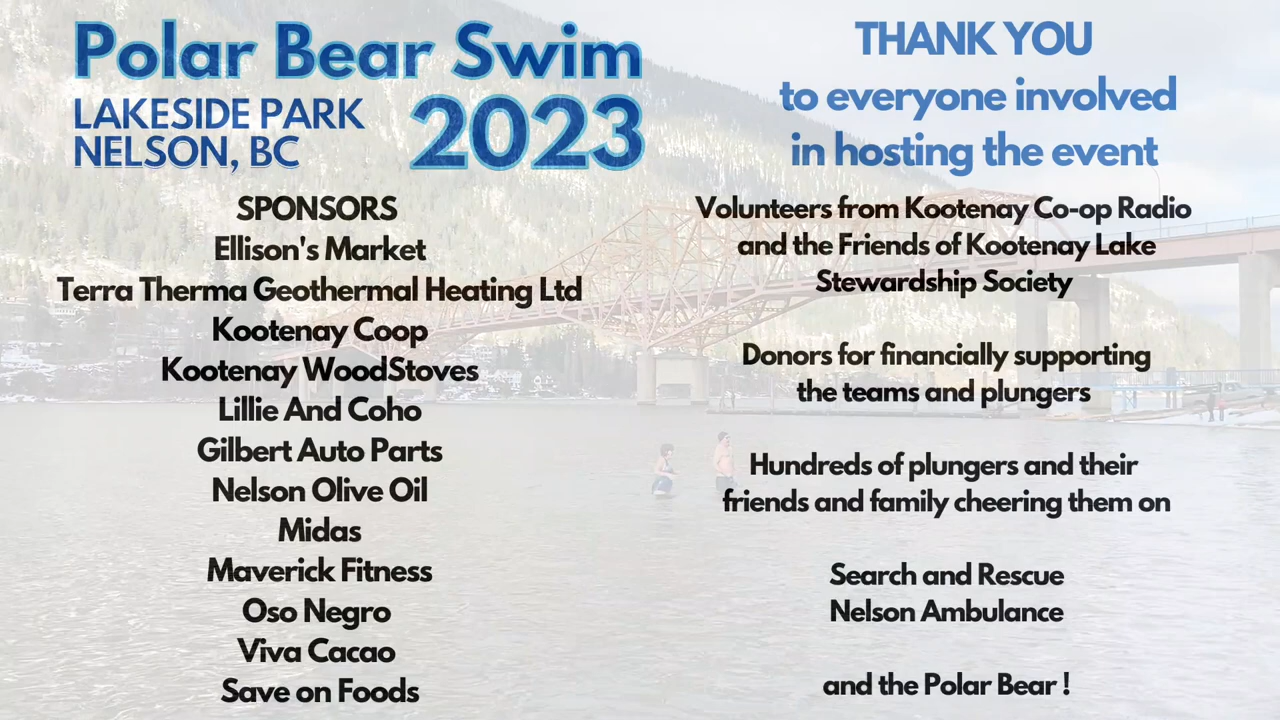 Polar Bear Swim
LAKESIDE PARK
NELSON, BC
2023
SPONSORS
Ellison's Market
Terra Therma Geothermal Heating Ltd
Kootenay Coop
Kootenay WoodStoves
Lillie And Coho
Gilbert Auto Parts
Nelson Olive Oil
Midas
Maverick Fitness
Oso Negro
Viva Cacao
Save on Foods
THANK YOU
to everyone involved
in hosting the event
Volunteers from Kootenay Co-op Radio
and the Friends of Kootenay Lake
Stewardship Society
Donors for financially supporting
the teams and plungers
Hundreds of plungers and their
friends and family cheering them on
Search and Rescue
Nelson Ambulance
and the Polar Bear !